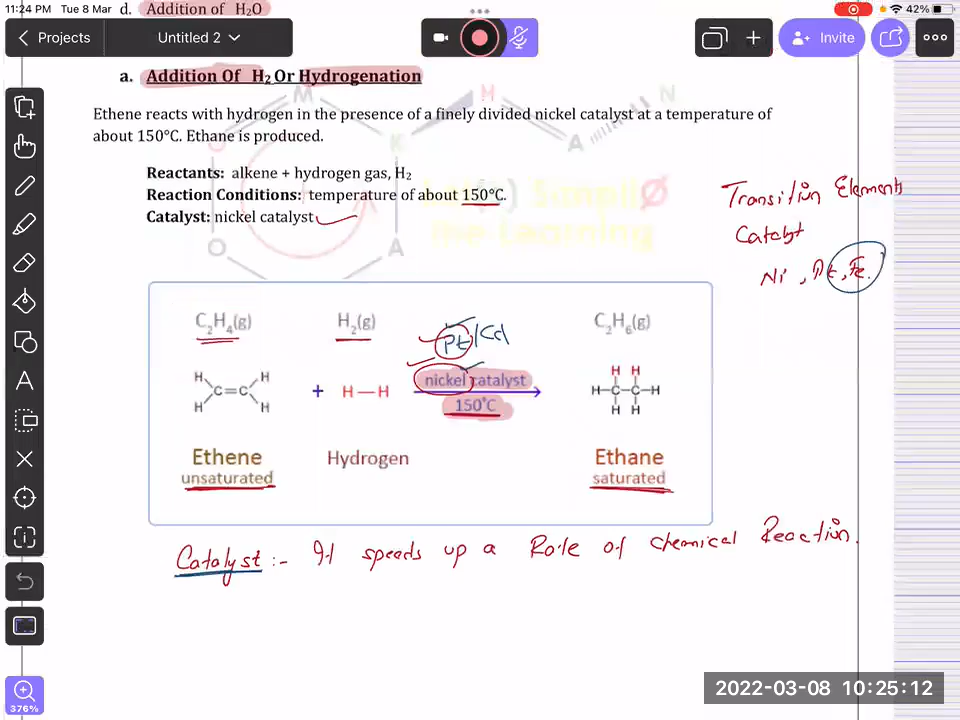 11:24 PM Tue 8 Mar
42%
d. Addition of H₂O
Projects
Untitled 2
Invite
a. Addition Of H₂ Or Hydrogenation
Ethene reacts with hydrogen in the presence of a finely divided nickel catalyst at a temperature of
about 150°C. Ethane is produced.
Reactants: alkene + hydrogen gas, H₂
Reaction Conditions: temperature of about 150°C.
Catalyst: nickel catalyst
Transition Elements
Catalyst
Ni, Pt, Fe.
C₂H₄(g) H₂(g) C₂H₆(g)
Pt/Cd
nickel catalyst
150°C
H H H H
C=C + H—H H—C—C—H
H H H H
Ethene Hydrogen Ethane
unsaturated saturated
Catalyst :- It speeds up a Rate of chemical Reaction.
2022-03-08 10:25:12
376%